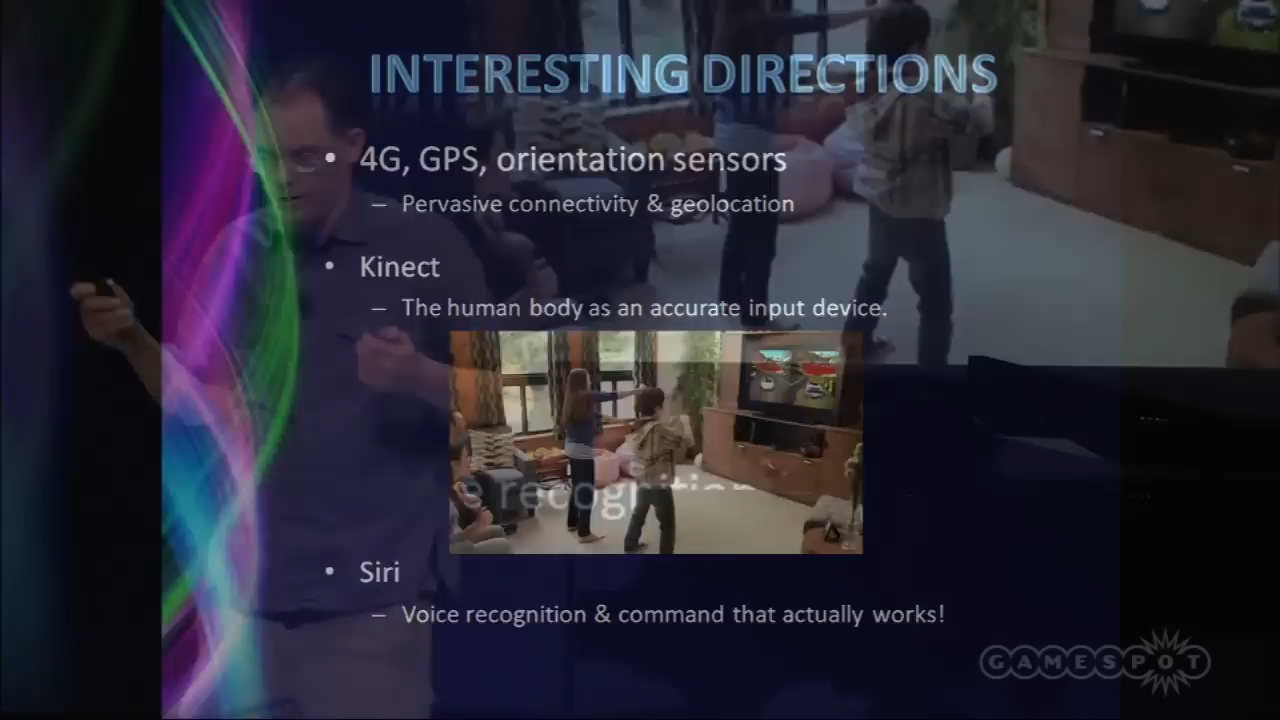 INTERESTING DIRECTIONS
• 4G, GPS, orientation sensors
– Pervasive connectivity & geolocation
• Kinect
– The human body as an accurate input device.
recognition
• Siri
– Voice recognition & command that actually works!
GAMESPOT